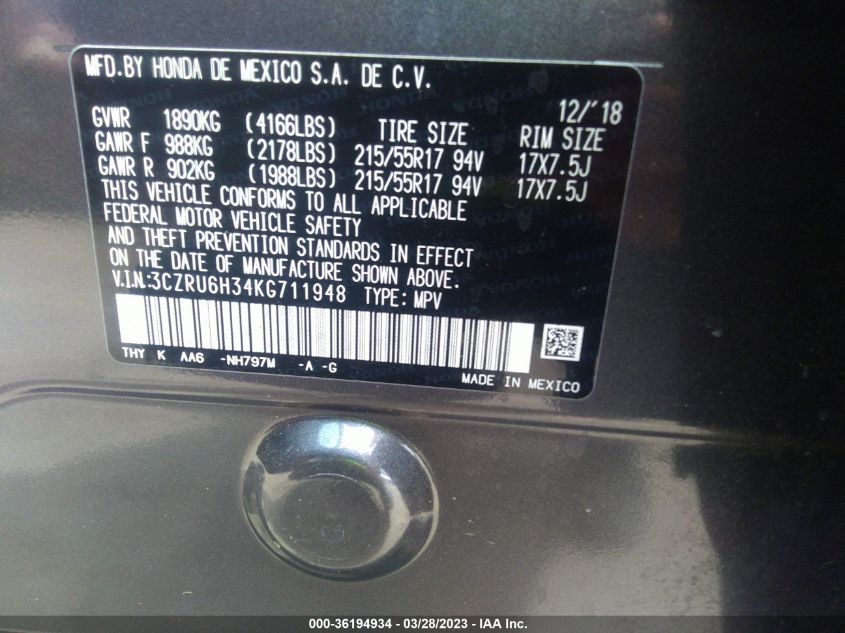 MFD.BY HONDA DE MEXICO S.A. DE C.V.
12/'18
GVWR 1890KG (4166LBS) TIRE SIZE RIM SIZE
GAWR F 988KG (2178LBS) 215/55R17 94V 17X7.5J
GAWR R 902KG (1988LBS) 215/55R17 94V 17X7.5J
THIS VEHICLE CONFORMS TO ALL APPLICABLE
FEDERAL MOTOR VEHICLE SAFETY
AND THEFT PREVENTION STANDARDS IN EFFECT
ON THE DATE OF MANUFACTURE SHOWN ABOVE.
V.I.N.:3CZRU6H34KG711948 TYPE: MPV
THY K AA6 -NH797M -A -G
MADE IN MEXICO
000-36194934 — 03/28/2023 — IAA Inc.